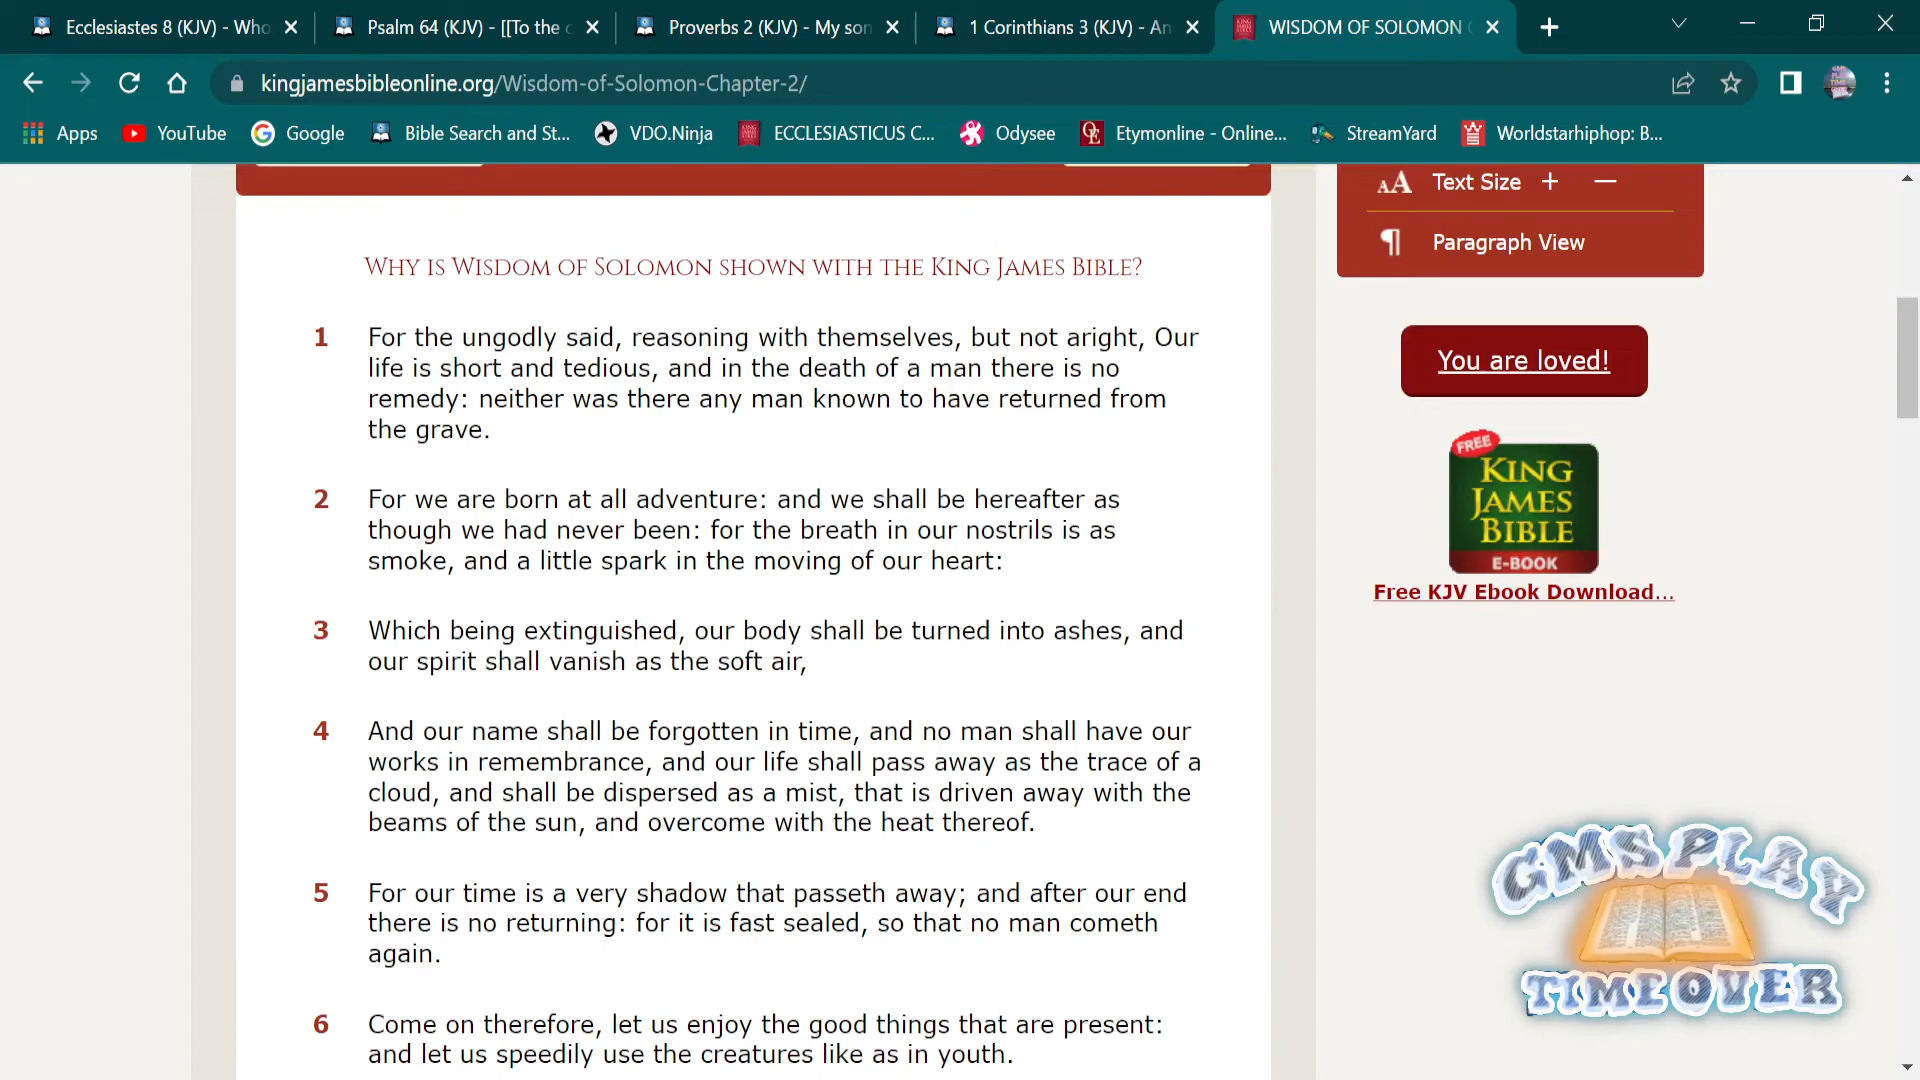 Ecclesiastes 8 (KJV) - Who
Psalm 64 (KJV) - [[To the c
Proverbs 2 (KJV) - My son
1 Corinthians 3 (KJV) - An
WISDOM OF SOLOMON C
kingjamesbibleonline.org/Wisdom-of-Solomon-Chapter-2/
Apps
YouTube
Google
Bible Search and St...
VDO.Ninja
ECCLESIASTICUS C...
Odysee
Etymonline - Online...
StreamYard
Worldstarhiphop: B...
AA Text Size + —
¶ Paragraph View
WHY IS WISDOM OF SOLOMON SHOWN WITH THE KING JAMES BIBLE?
1 For the ungodly said, reasoning with themselves, but not aright, Our
life is short and tedious, and in the death of a man there is no
remedy: neither was there any man known to have returned from
the grave.
2 For we are born at all adventure: and we shall be hereafter as
though we had never been: for the breath in our nostrils is as
smoke, and a little spark in the moving of our heart:
3 Which being extinguished, our body shall be turned into ashes, and
our spirit shall vanish as the soft air,
4 And our name shall be forgotten in time, and no man shall have our
works in remembrance, and our life shall pass away as the trace of a
cloud, and shall be dispersed as a mist, that is driven away with the
beams of the sun, and overcome with the heat thereof.
5 For our time is a very shadow that passeth away; and after our end
there is no returning: for it is fast sealed, so that no man cometh
again.
6 Come on therefore, let us enjoy the good things that are present:
and let us speedily use the creatures like as in youth.
You are loved!
FREE
KING
JAMES
BIBLE
E-BOOK
Free KJV Ebook Download...
GMS PLAY
TIME OVER